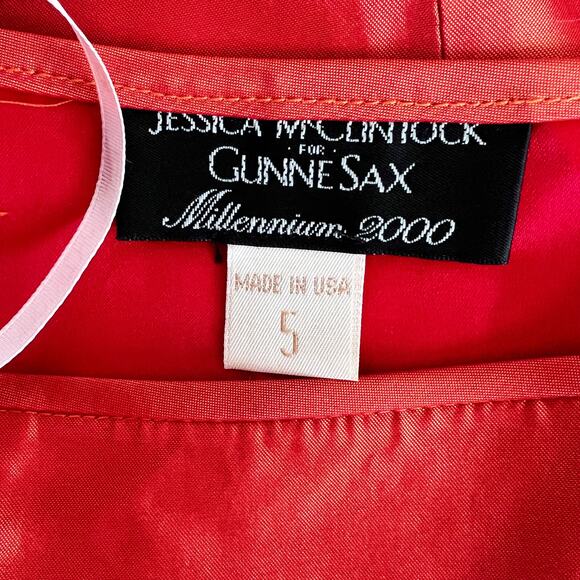 JESSICA McCLINTOCK
· FOR ·
GUNNE SAX
Millennium 2000
MADE IN USA
5